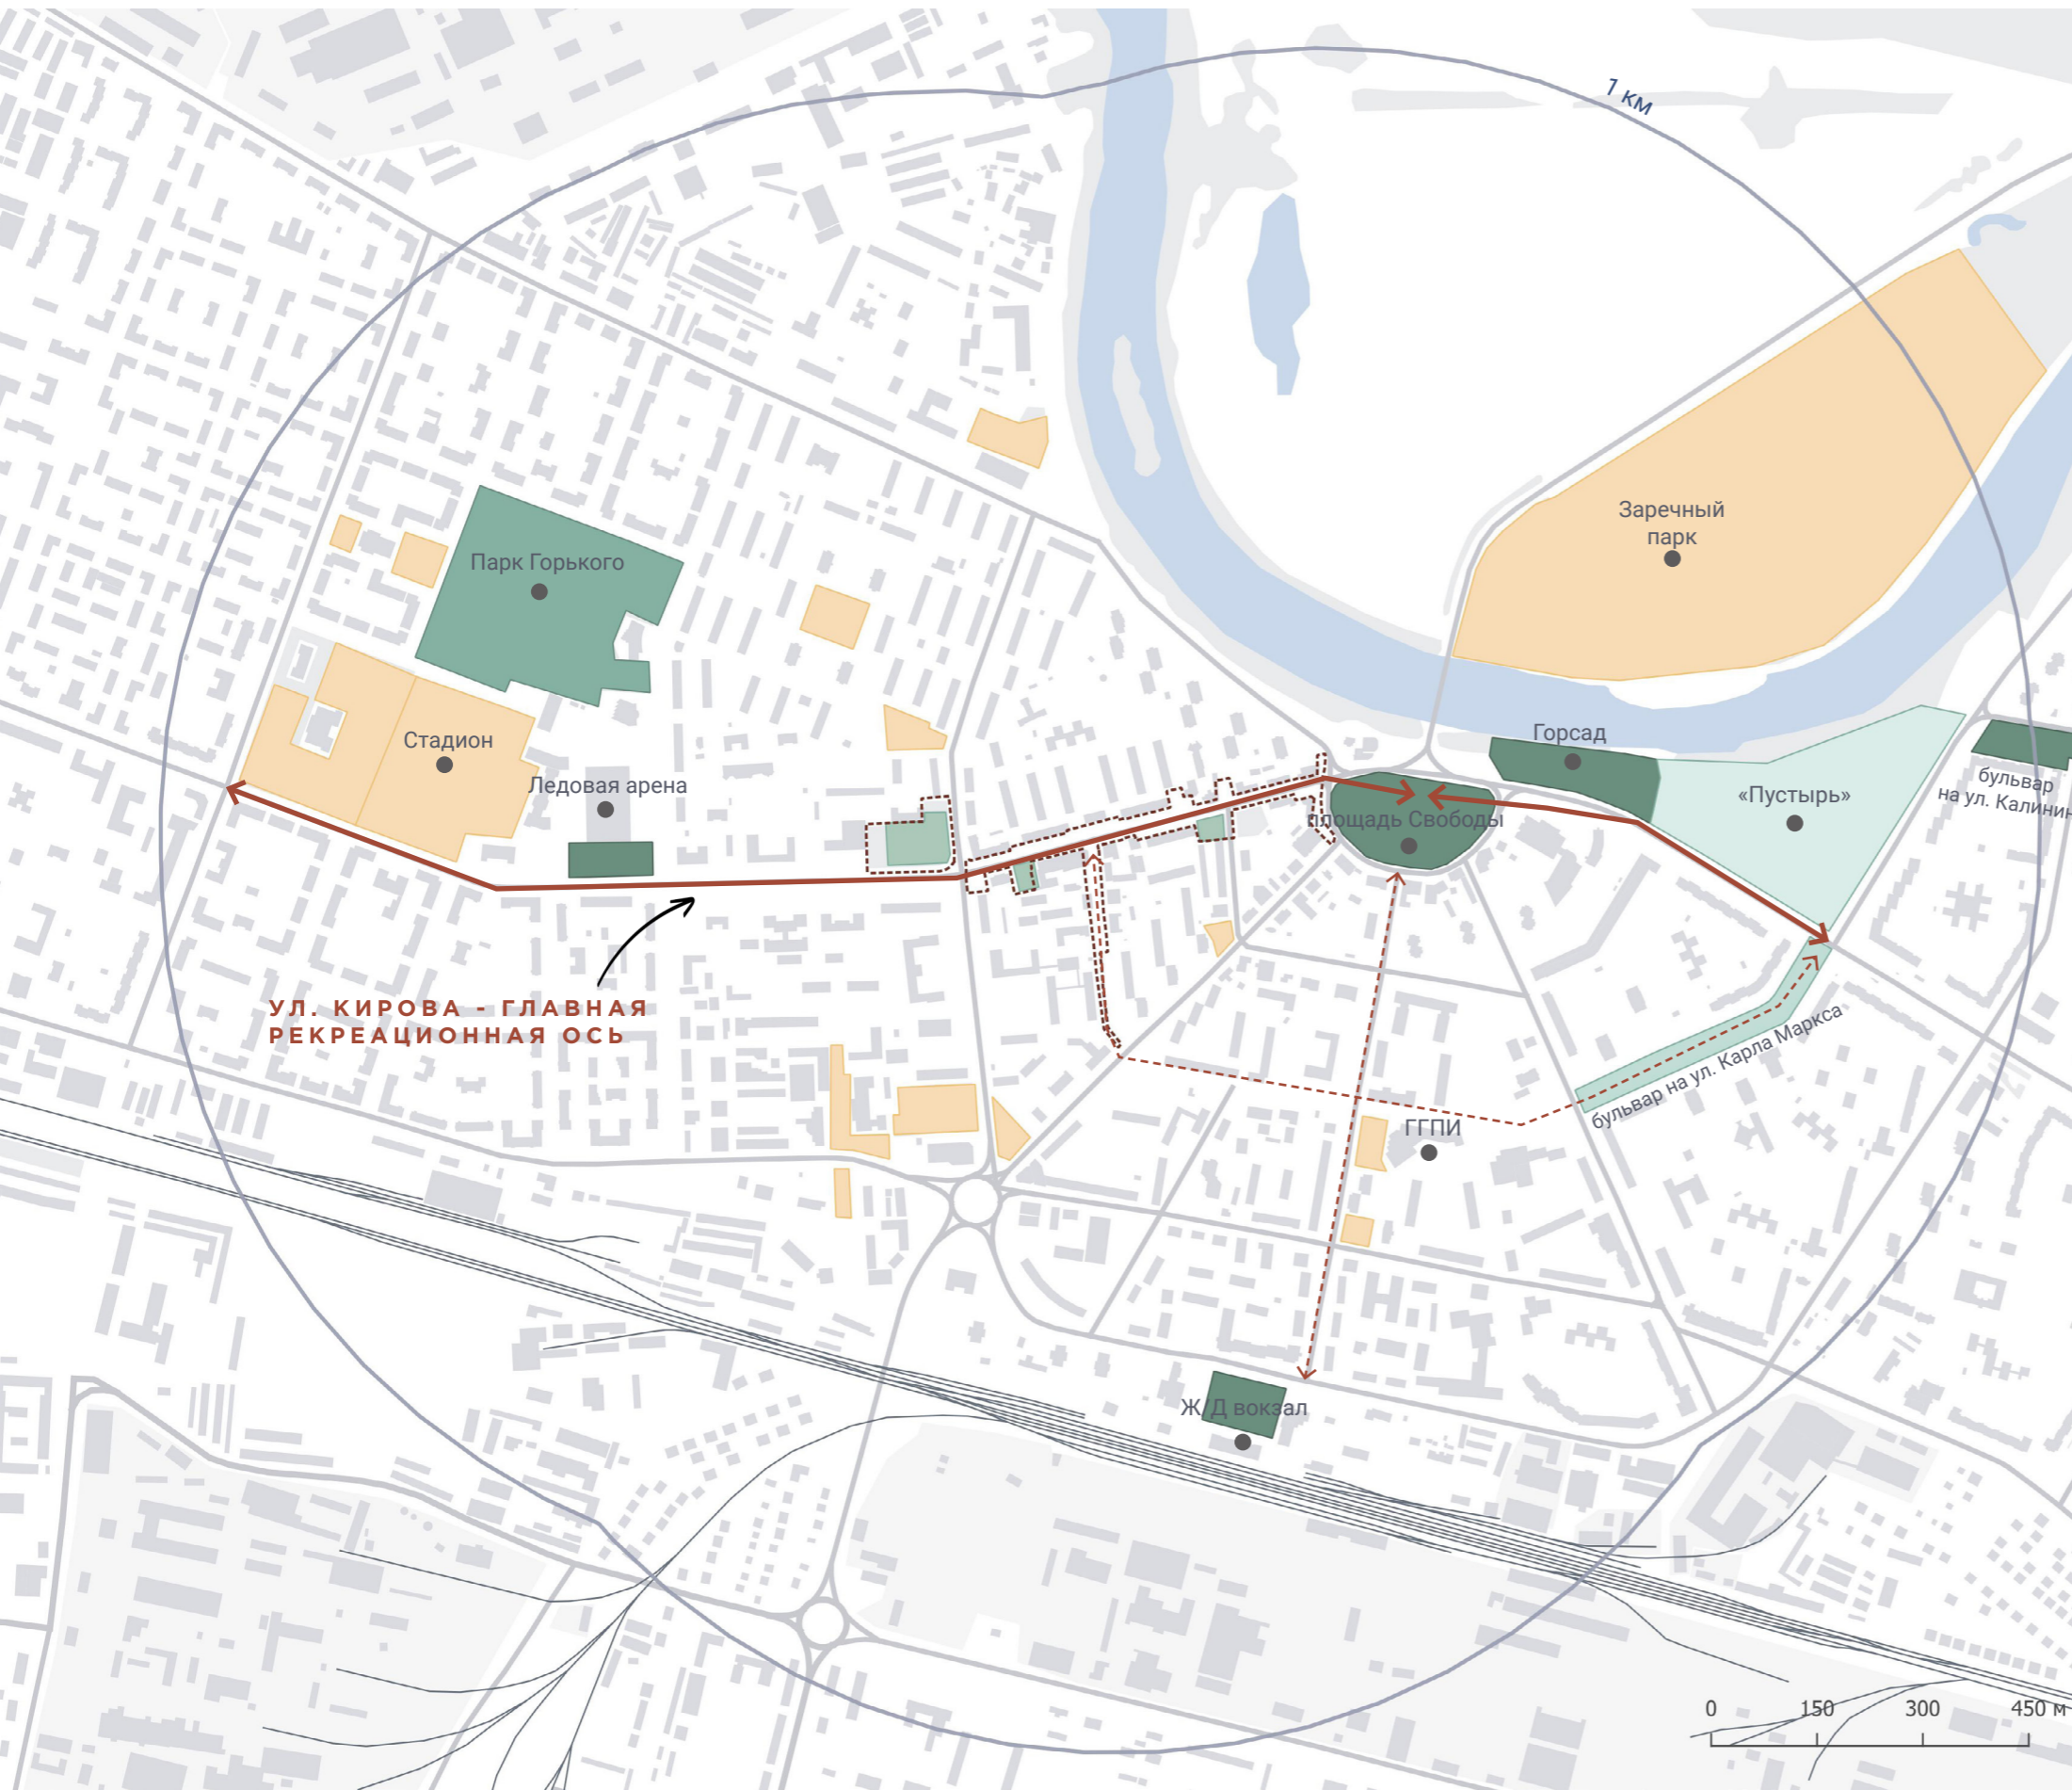 1 КМ
Заречный
парк
Парк Горького
Стадион
Ледовая арена
Горсад
бульвар
на ул. Калинин
«Пустырь»
площадь Свободы
УЛ. КИРОВА - ГЛАВНАЯ
РЕКРЕАЦИОННАЯ ОСЬ
бульвар на ул. Карла Маркса
ГГПИ
Ж/Д вокзал
0 150 300 450 м